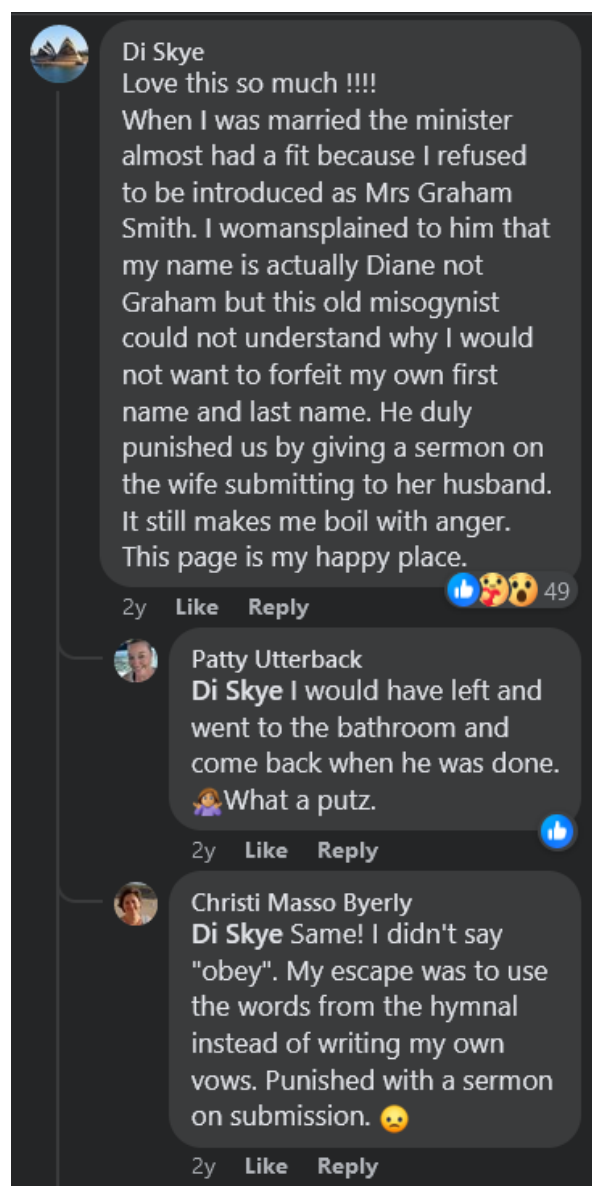 Di Skye
Love this so much !!!!
When I was married the minister
almost had a fit because I refused
to be introduced as Mrs Graham
Smith. I womansplained to him that
my name is actually Diane not
Graham but this old misogynist
could not understand why I would
not want to forfeit my own first
name and last name. He duly
punished us by giving a sermon on
the wife submitting to her husband.
It still makes me boil with anger.
This page is my happy place.
49
2y Like Reply
Patty Utterback
Di Skye I would have left and
went to the bathroom and
come back when he was done.
🤷‍♀️What a putz.
2y Like Reply
Christi Masso Byerly
Di Skye Same! I didn't say
"obey". My escape was to use
the words from the hymnal
instead of writing my own
vows. Punished with a sermon
on submission. 😞
2y Like Reply